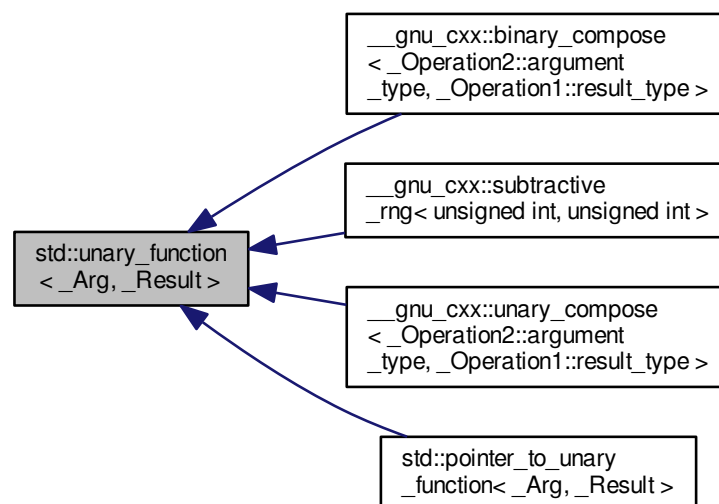 __gnu_cxx::binary_compose
< _Operation2::argument
_type, _Operation1::result_type >
__gnu_cxx::subtractive
_rng< unsigned int, unsigned int >
std::unary_function
< _Arg, _Result >
__gnu_cxx::unary_compose
< _Operation2::argument
_type, _Operation1::result_type >
std::pointer_to_unary
_function< _Arg, _Result >